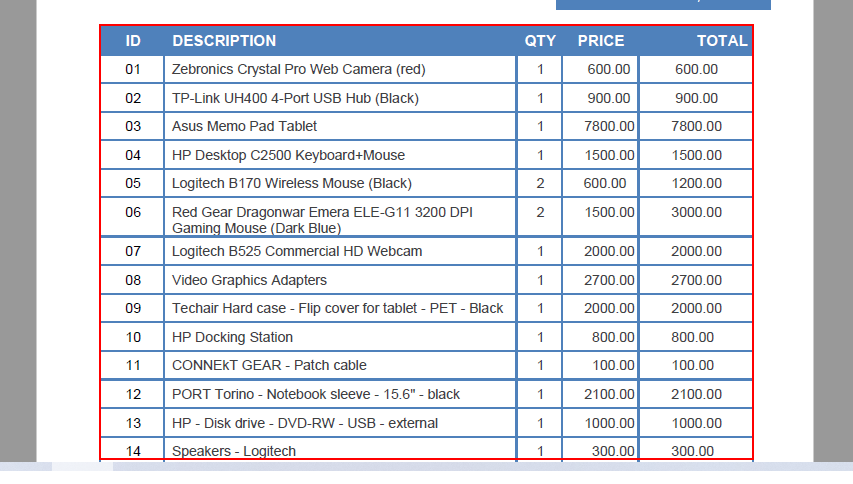 ID DESCRIPTION QTY PRICE TOTAL
01 Zebronics Crystal Pro Web Camera (red) 1 600.00 600.00
02 TP-Link UH400 4-Port USB Hub (Black) 1 900.00 900.00
03 Asus Memo Pad Tablet 1 7800.00 7800.00
04 HP Desktop C2500 Keyboard+Mouse 1 1500.00 1500.00
05 Logitech B170 Wireless Mouse (Black) 2 600.00 1200.00
06 Red Gear Dragonwar Emera ELE-G11 3200 DPI 2 1500.00 3000.00
Gaming Mouse (Dark Blue)
07 Logitech B525 Commercial HD Webcam 1 2000.00 2000.00
08 Video Graphics Adapters 1 2700.00 2700.00
09 Techair Hard case - Flip cover for tablet - PET - Black 1 2000.00 2000.00
10 HP Docking Station 1 800.00 800.00
11 CONNEkT GEAR - Patch cable 1 100.00 100.00
12 PORT Torino - Notebook sleeve - 15.6" - black 1 2100.00 2100.00
13 HP - Disk drive - DVD-RW - USB - external 1 1000.00 1000.00
14 Speakers - Logitech 1 300.00 300.00